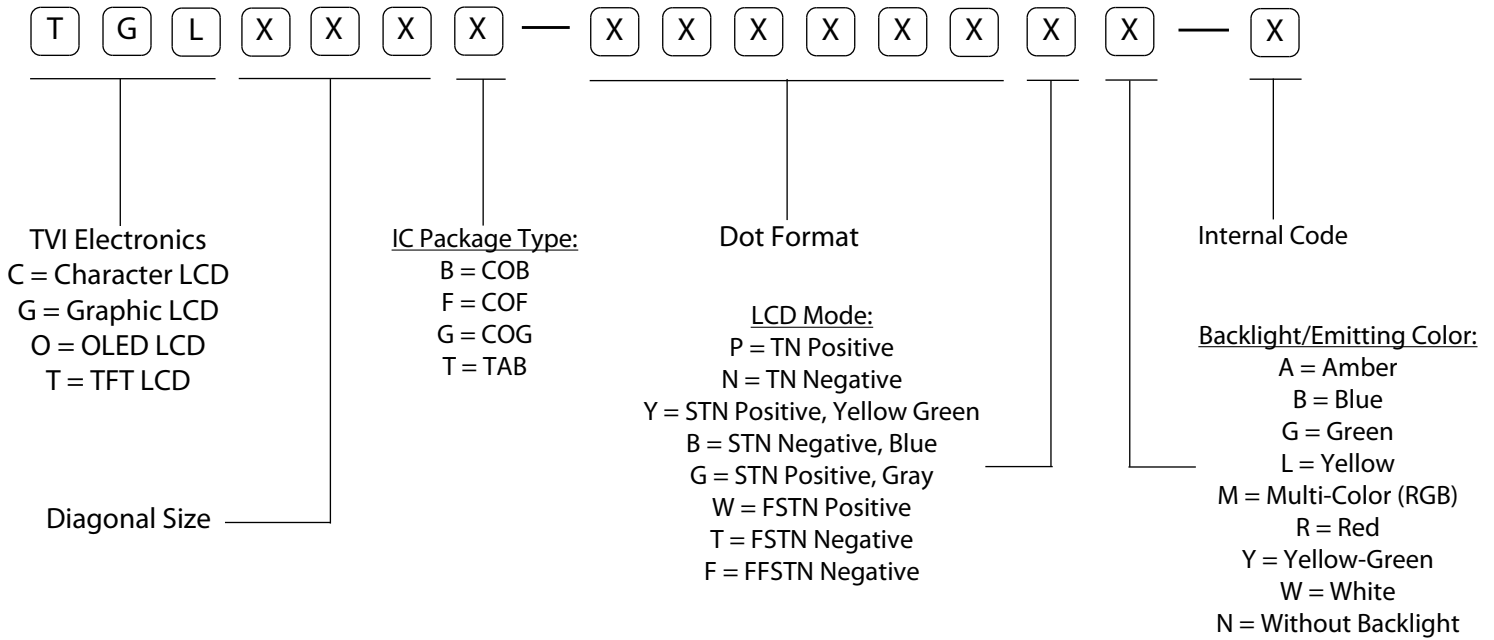 T G L X X X X — X X X X X X X X — X
TVI Electronics
C = Character LCD
G = Graphic LCD
O = OLED LCD
T = TFT LCD
Diagonal Size
IC Package Type:
B = COB
F = COF
G = COG
T = TAB
Dot Format
LCD Mode:
P = TN Positive
N = TN Negative
Y = STN Positive, Yellow Green
B = STN Negative, Blue
G = STN Positive, Gray
W = FSTN Positive
T = FSTN Negative
F = FFSTN Negative
Internal Code
Backlight/Emitting Color:
A = Amber
B = Blue
G = Green
L = Yellow
M = Multi-Color (RGB)
R = Red
Y = Yellow-Green
W = White
N = Without Backlight